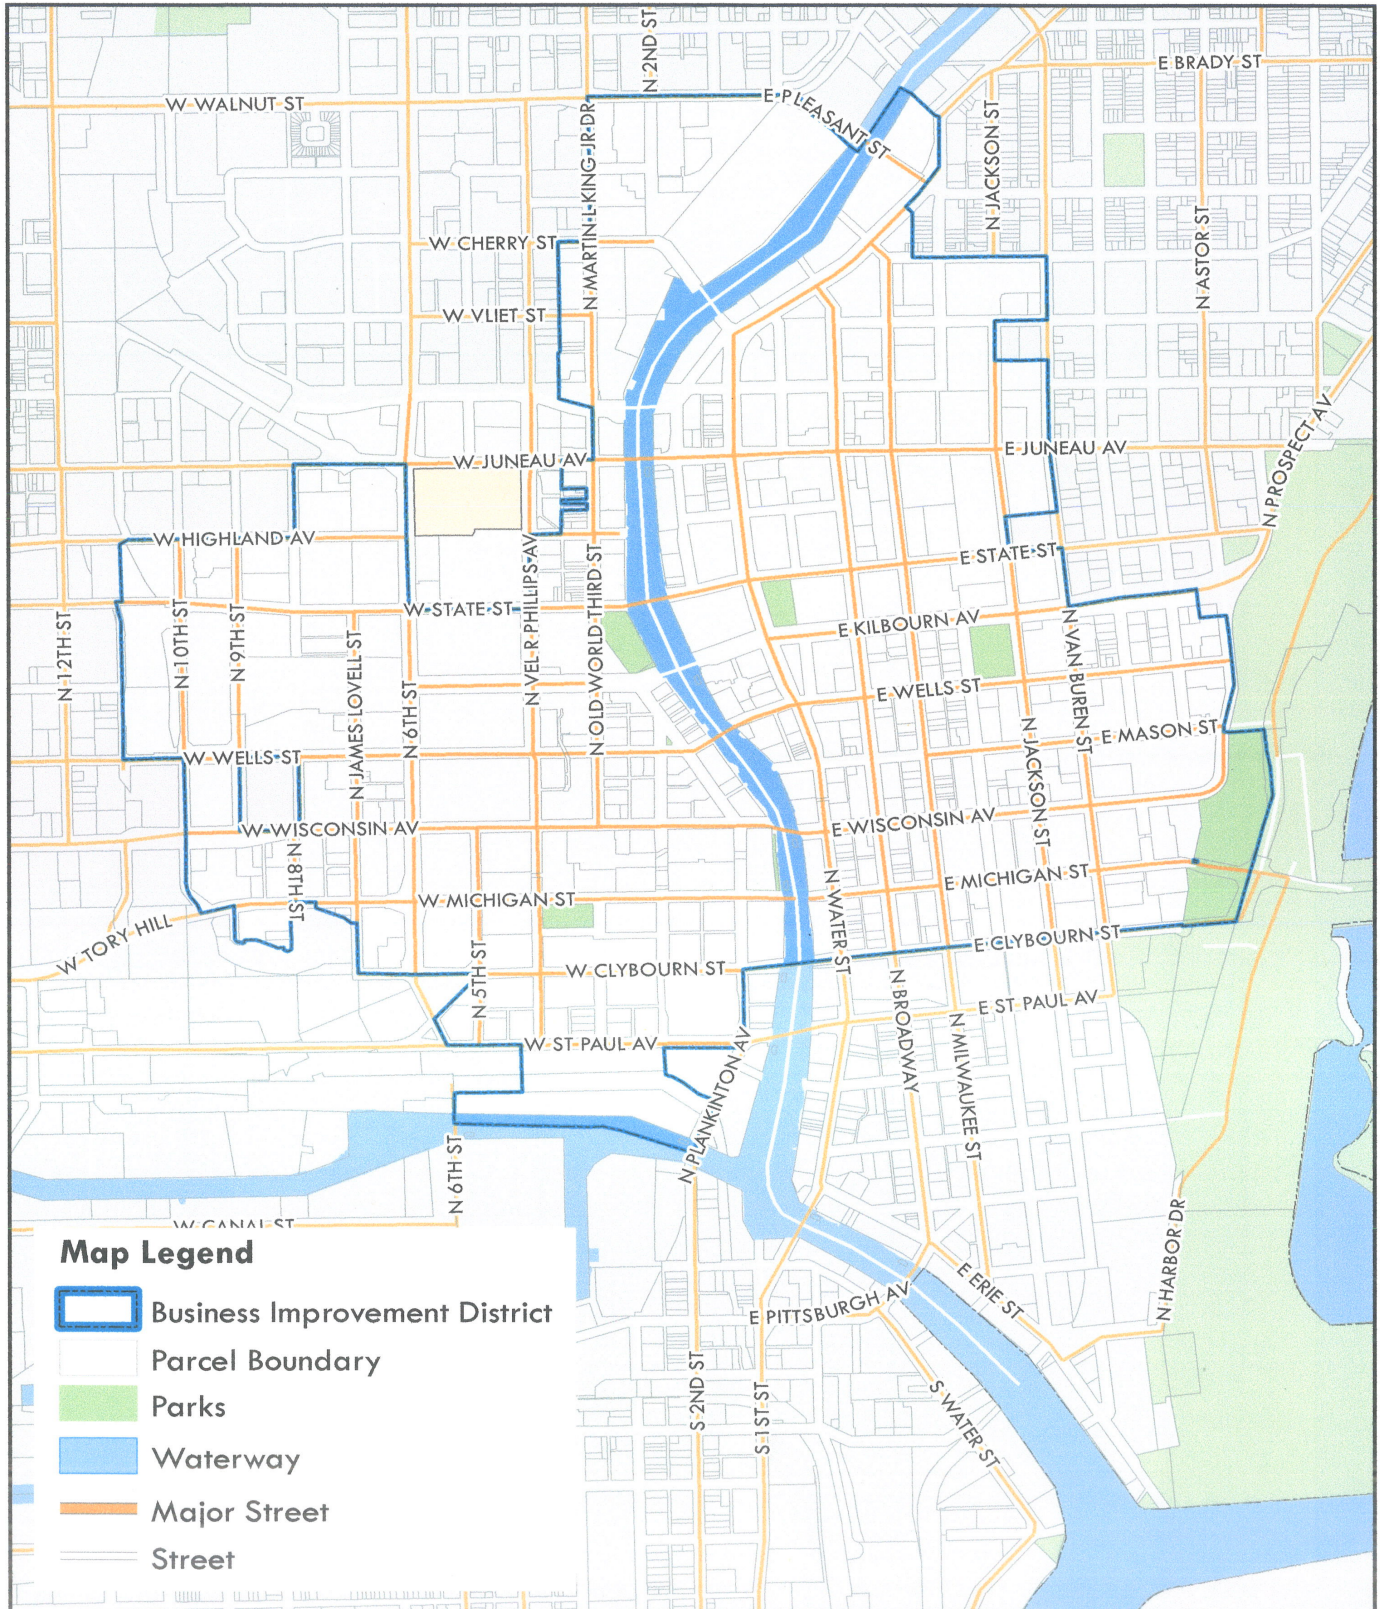 N 2ND ST
E BRADY ST
W WALNUT ST
E PLEASANT ST
N MARTIN L KING JR DR
N JACKSON ST
W CHERRY ST
N ASTOR ST
W VLIET ST
W JUNEAU AV
E JUNEAU AV
N PROSPECT AV
W HIGHLAND AV
E STATE ST
N VEL R PHILLIPS AV
N OLD WORLD THIRD ST
W STATE ST
N 12TH ST
N 10TH ST
N 9TH ST
N JAMES LOVELL ST
N 6TH ST
E KILBOURN AV
N VAN BUREN ST
E WELLS ST
N JACKSON ST
E MASON ST
W WELLS ST
W WISCONSIN AV
E WISCONSIN AV
N 8TH ST
N WATER ST
E MICHIGAN ST
W MICHIGAN ST
W TORY HILL
E CLYBOURN ST
N 5TH ST
W CLYBOURN ST
N BROADWAY
E ST PAUL AV
N MILWAUKEE ST
W ST PAUL AV
N PLANKINTON AV
N 6TH ST
W CANAL ST
N HARBOR DR
E ERIE ST
E PITTSBURGH AV
S 2ND ST
S 1ST ST
S WATER ST
Map Legend
Business Improvement District
Parcel Boundary
Parks
Waterway
Major Street
Street